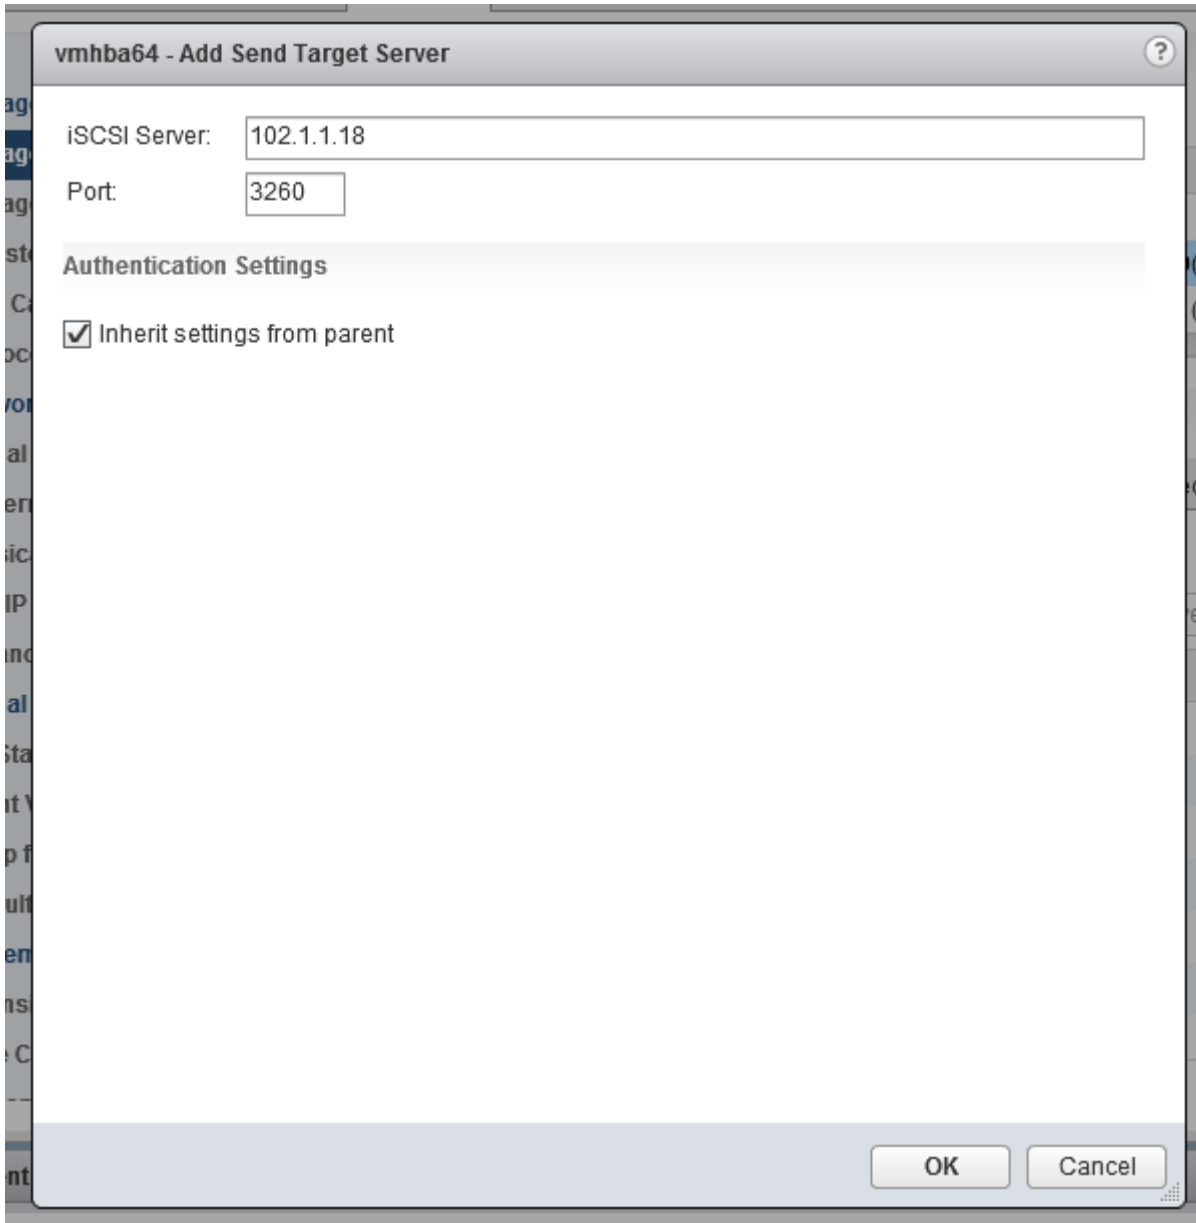 vmhba64 - Add Send Target Server
?
iSCSI Server: 102.1.1.18
Port: 3260
Authentication Settings
Inherit settings from parent
OK Cancel